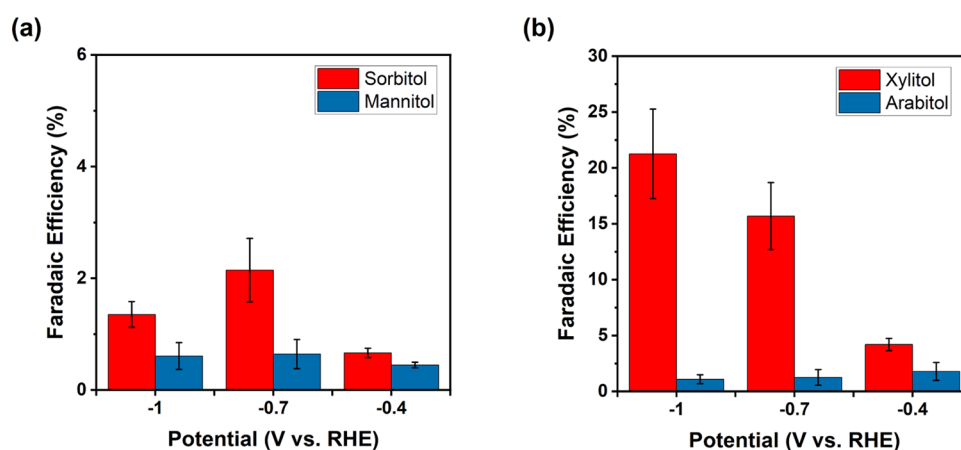 (a)
6
4
2
0
Faradaic Efficiency (%)
Sorbitol
Mannitol
-1
-0.7
-0.4
Potential (V vs. RHE)
(b)
30
25
20
15
10
5
0
Faradaic Efficiency (%)
Xylitol
Arabitol
-1
-0.7
-0.4
Potential (V vs. RHE)